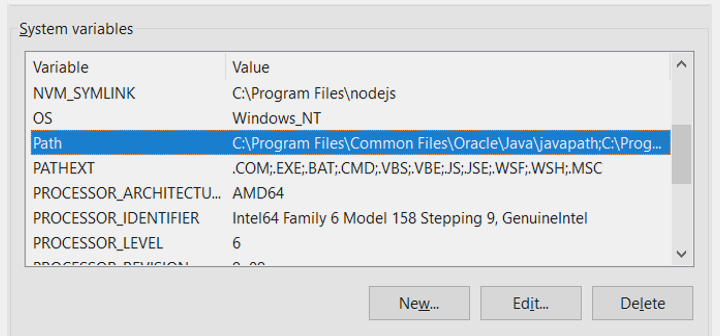 System variables
Variable Value
NVM_SYMLINK C:\Program Files\nodejs
OS Windows_NT
Path C:\Program Files\Common Files\Oracle\Java\javapath;C:\Prog...
PATHEXT .COM;.EXE;.BAT;.CMD;.VBS;.VBE;.JS;.JSE;.WSF;.WSH;.MSC
PROCESSOR_ARCHITECTU... AMD64
PROCESSOR_IDENTIFIER Intel64 Family 6 Model 158 Stepping 9, GenuineIntel
PROCESSOR_LEVEL 6
PROCESSOR_REVISION
New... Edit... Delete